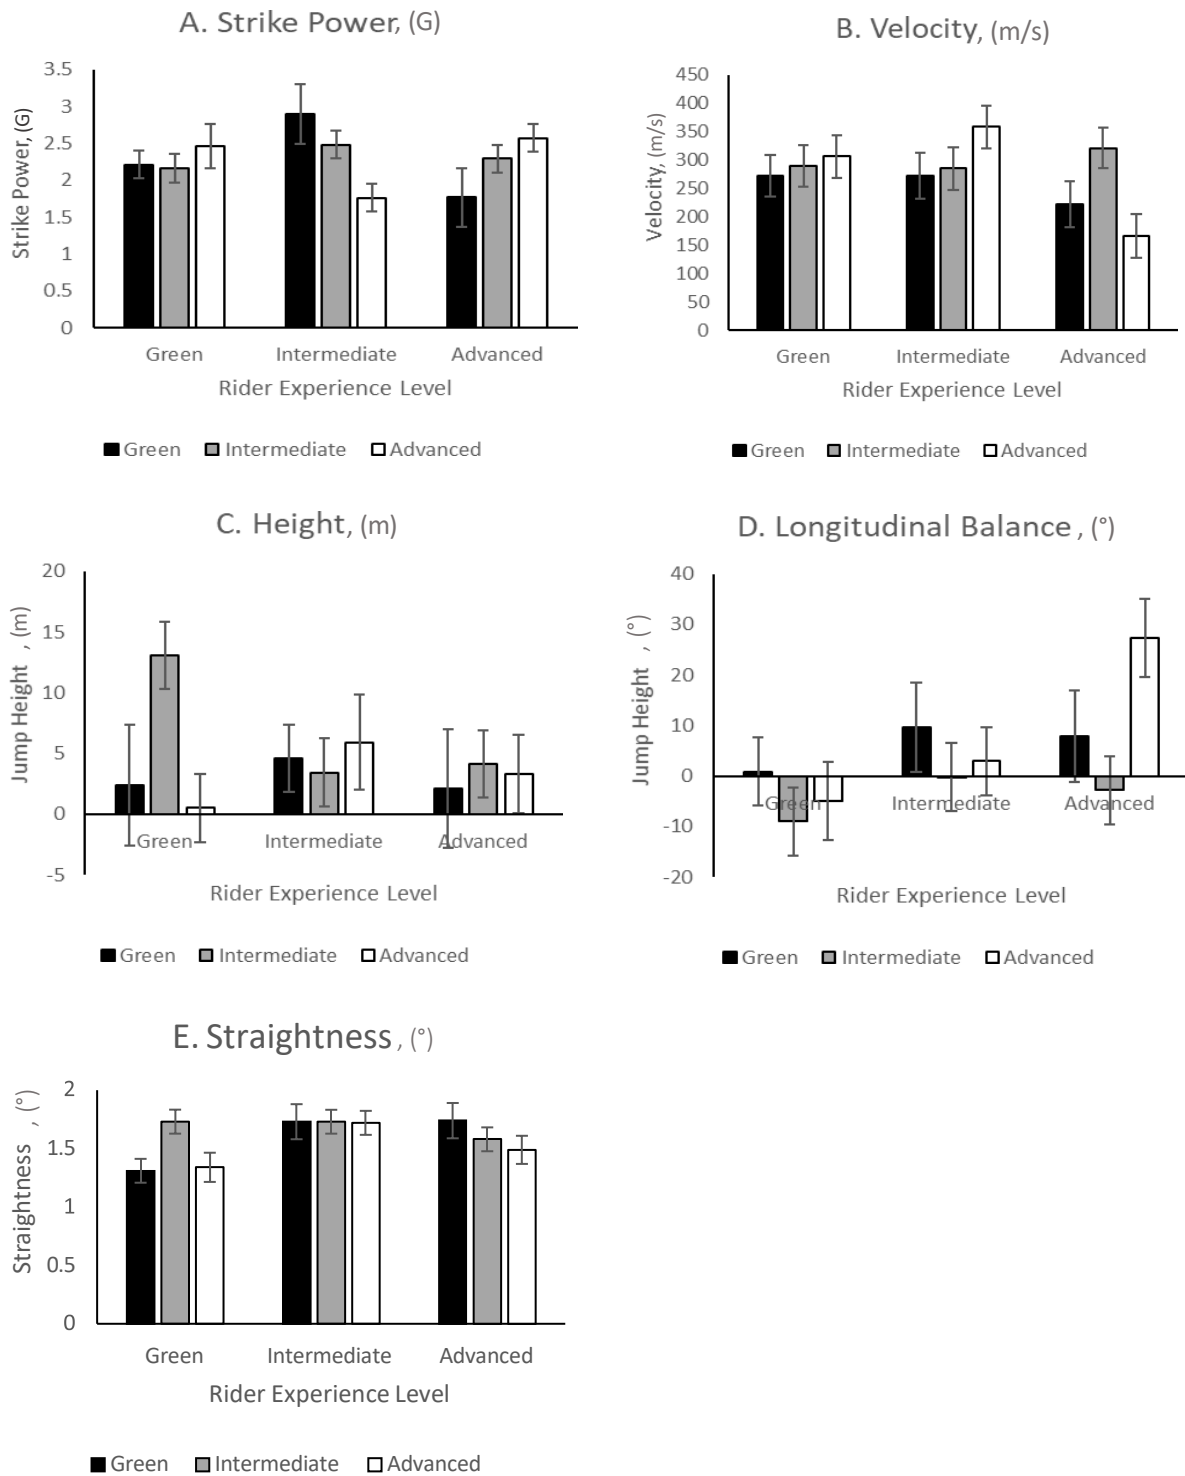 A. Strike Power, (G)
Strike Power, (G)
3.5
3
2.5
2
1.5
1
0.5
0
Green Intermediate Advanced
Rider Experience Level
Green Intermediate Advanced
B. Velocity, (m/s)
Velocity, (m/s)
450
400
350
300
250
200
150
100
50
0
Green Intermediate Advanced
Rider Experience Level
Green Intermediate Advanced
C. Height, (m)
Jump Height , (m)
20
15
10
5
0
-5
Green Intermediate Advanced
Rider Experience Level
Green Intermediate Advanced
D. Longitudinal Balance , (°)
Jump Height , (°)
40
30
20
10
0
-10
-20
Green Intermediate Advanced
Rider Experience Level
Green Intermediate Advanced
E. Straightness , (°)
Straightness , (°)
2
1.5
1
0.5
0
Green Intermediate Advanced
Rider Experience Level
Green Intermediate Advanced